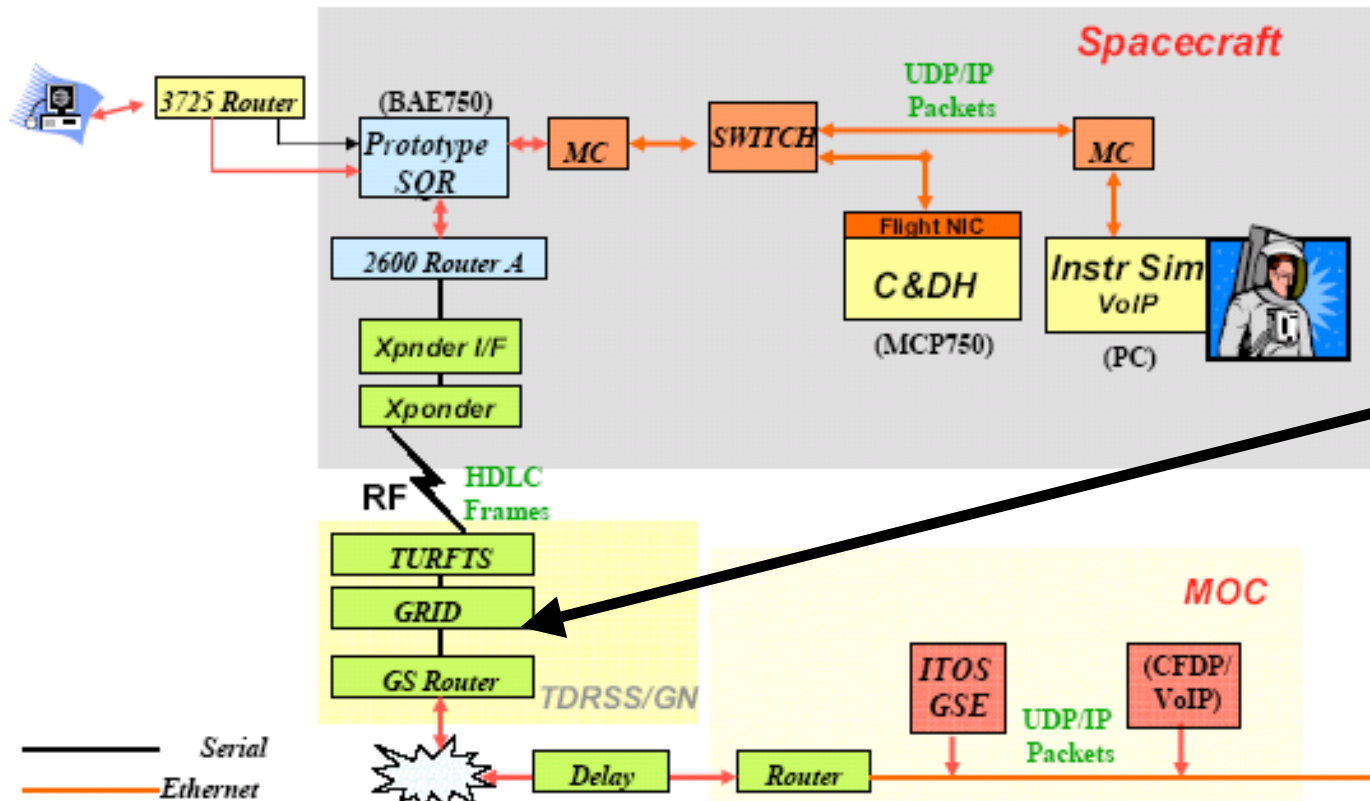 Spacecraft
UDP/IP
Packets
3725 Router
(BAE750)
Prototype
SQR
MC
SWITCH
MC
Flight NIC
C&DH
(MCP750)
Instr Sim
VoIP
(PC)
2600 Router A
Xpnder I/F
Xponder
RF
HDLC
Frames
TURFTS
GRID
GS Router
TDRSS/GN
MOC
ITOS
GSE
(CFDP/
VoIP)
UDP/IP
Packets
Delay
Router
Serial
Ethernet